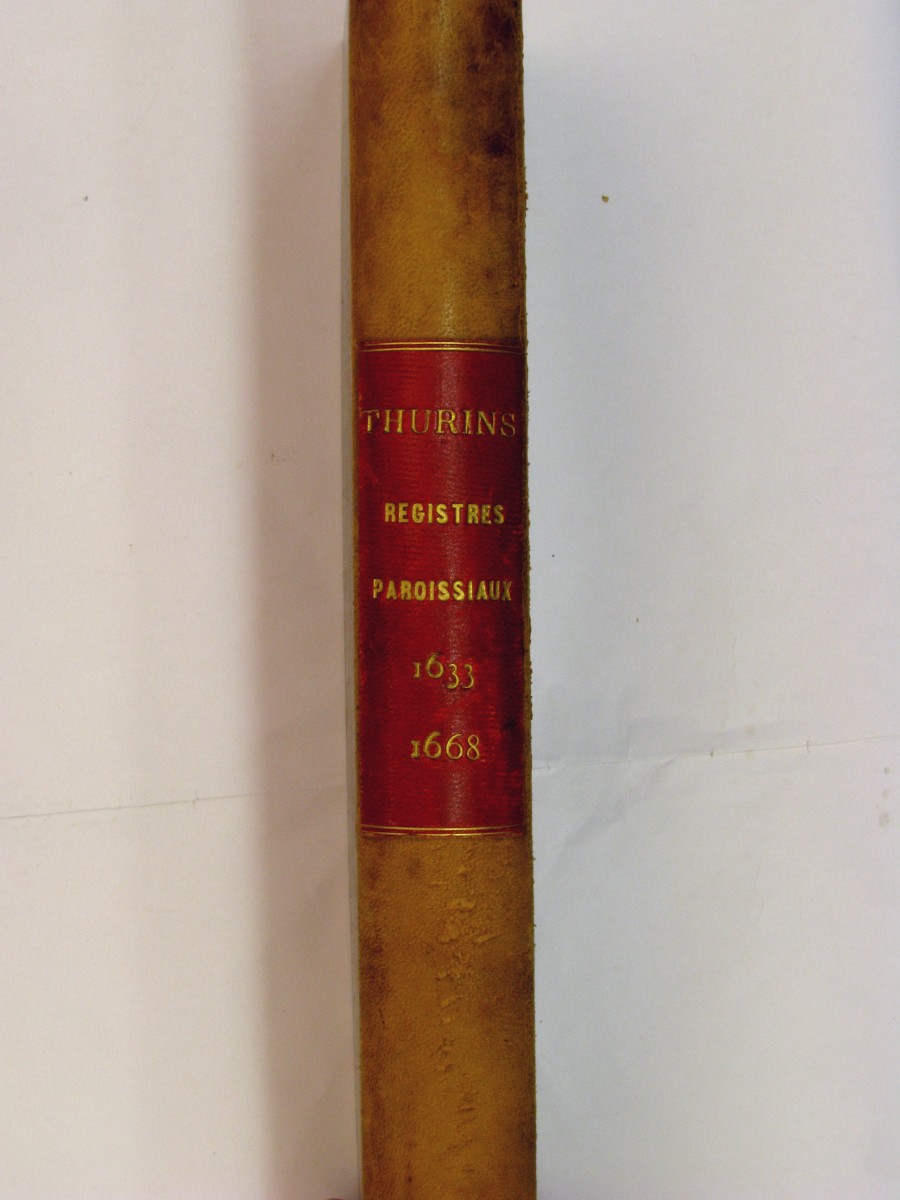 THURINS
REGISTRES
PAROISSIAUX
1633
1668